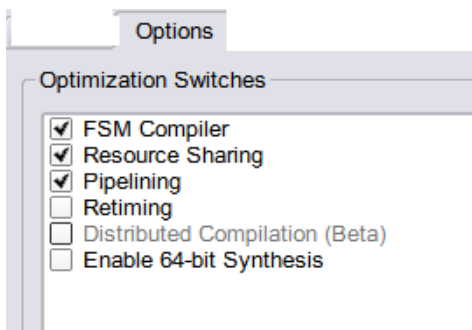 Options
Optimization Switches
FSM Compiler
Resource Sharing
Pipelining
Retiming
Distributed Compilation (Beta)
Enable 64-bit Synthesis